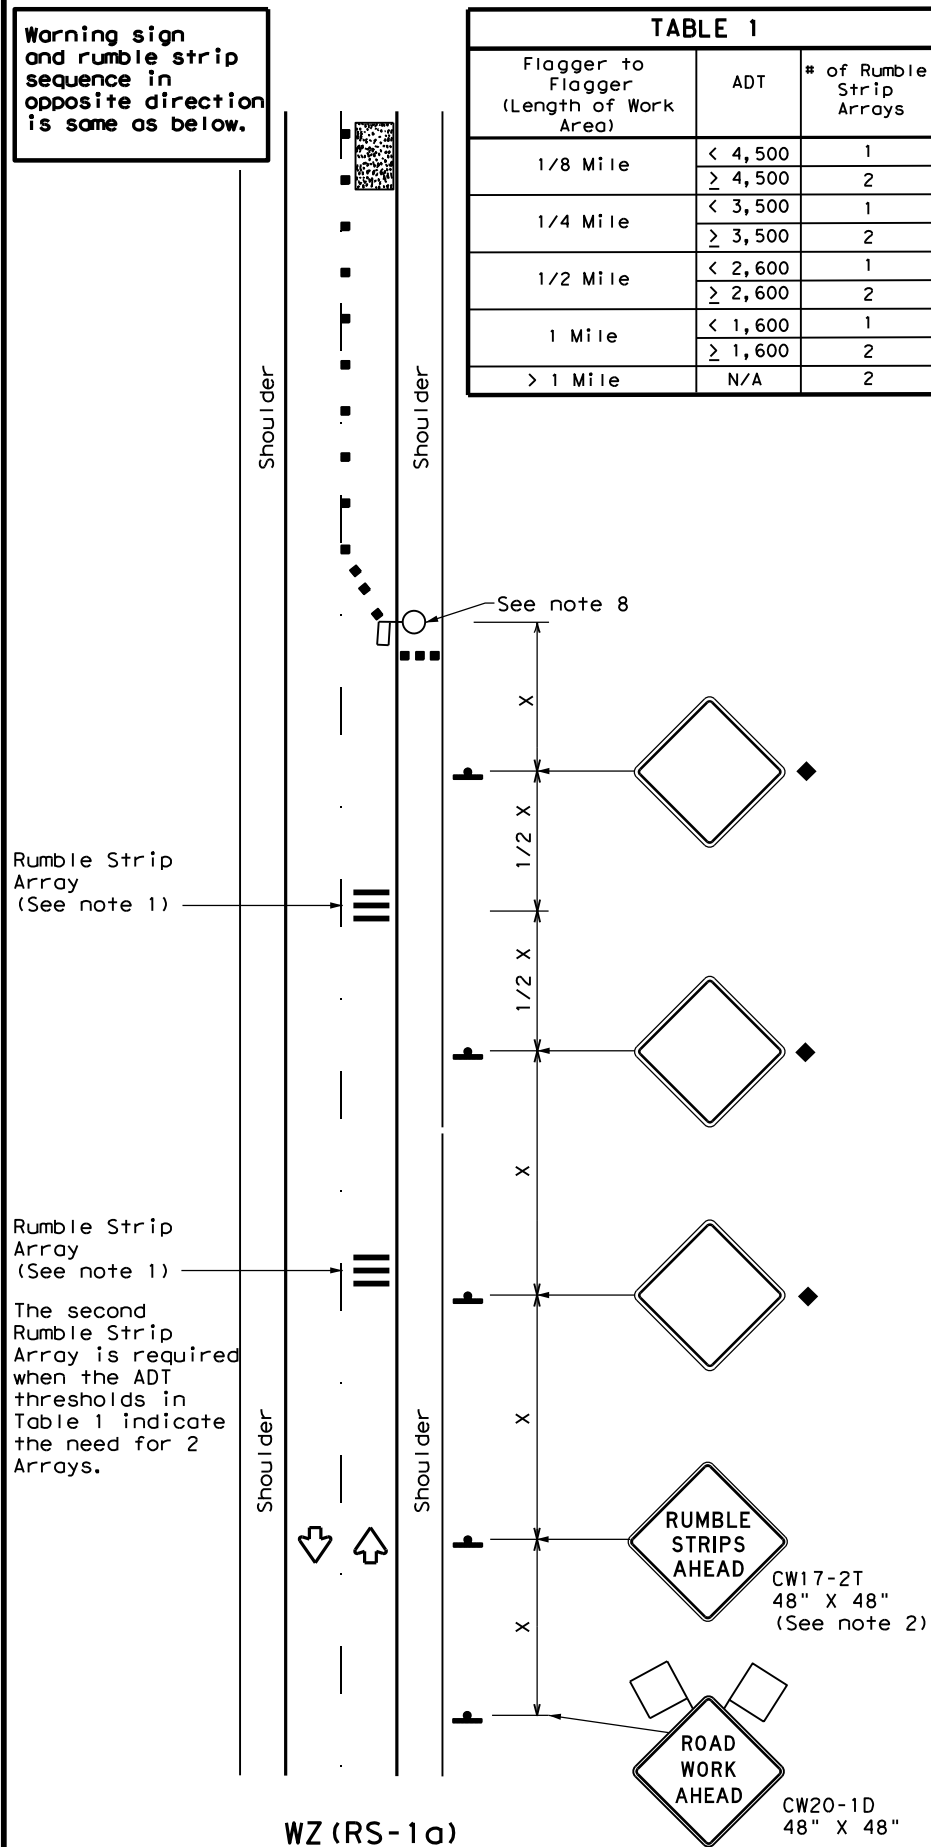 Warning sign
and rumble strip
sequence in
opposite direction
is same as below.
TABLE 1
Flagger to
Flagger
(Length of Work
Area)
ADT
# of Rumble
Strip
Arrays
1/8 Mile
< 4,500
1
≥ 4,500
2
1/4 Mile
< 3,500
1
≥ 3,500
2
1/2 Mile
< 2,600
1
≥ 2,600
2
1 Mile
< 1,600
1
≥ 1,600
2
> 1 Mile
N/A
2
Shoulder
Shoulder
See note 8
X
1/2 X
Rumble Strip
Array
(See note 1)
1/2 X
X
Rumble Strip
Array
(See note 1)
The second
Rumble Strip
Array is required
when the ADT
thresholds in
Table 1 indicate
the need for 2
Arrays.
Shoulder
Shoulder
X
RUMBLE
STRIPS
AHEAD
CW17-2T
48" X 48"
(See note 2)
X
ROAD
WORK
AHEAD
CW20-1D
48" X 48"
WZ(RS-1a)